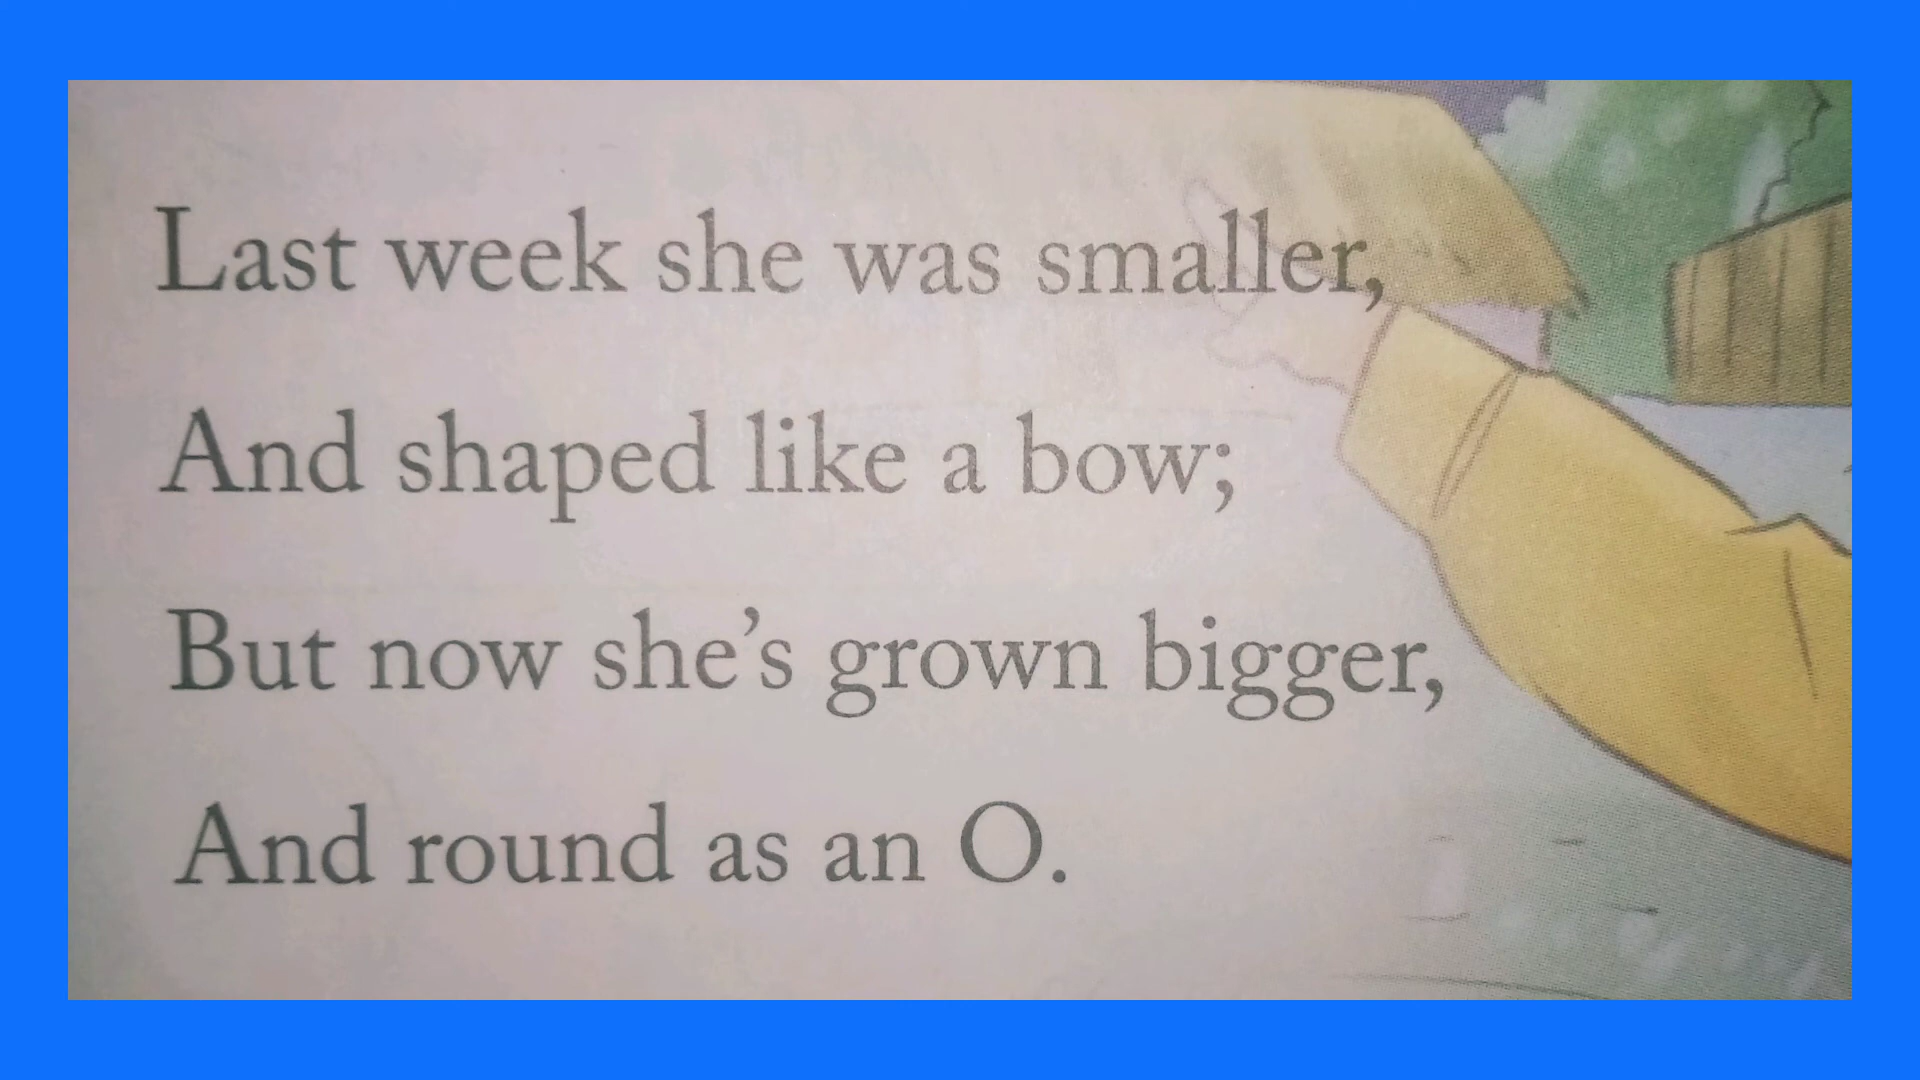 Last week she was smaller,
And shaped like a bow;
But now she’s grown bigger,
And round as an O.